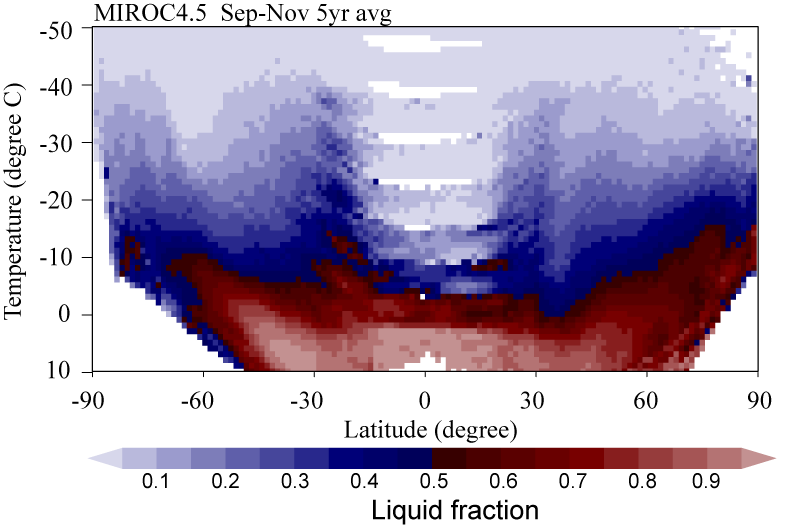 MIROC4.5 Sep-Nov 5yr avg
-50
-40
-30
-20
-10
0
10
Temperature (degree C)
-90 -60 -30 0 30 60 90
Latitude (degree)
0.1 0.2 0.3 0.4 0.5 0.6 0.7 0.8 0.9
Liquid fraction